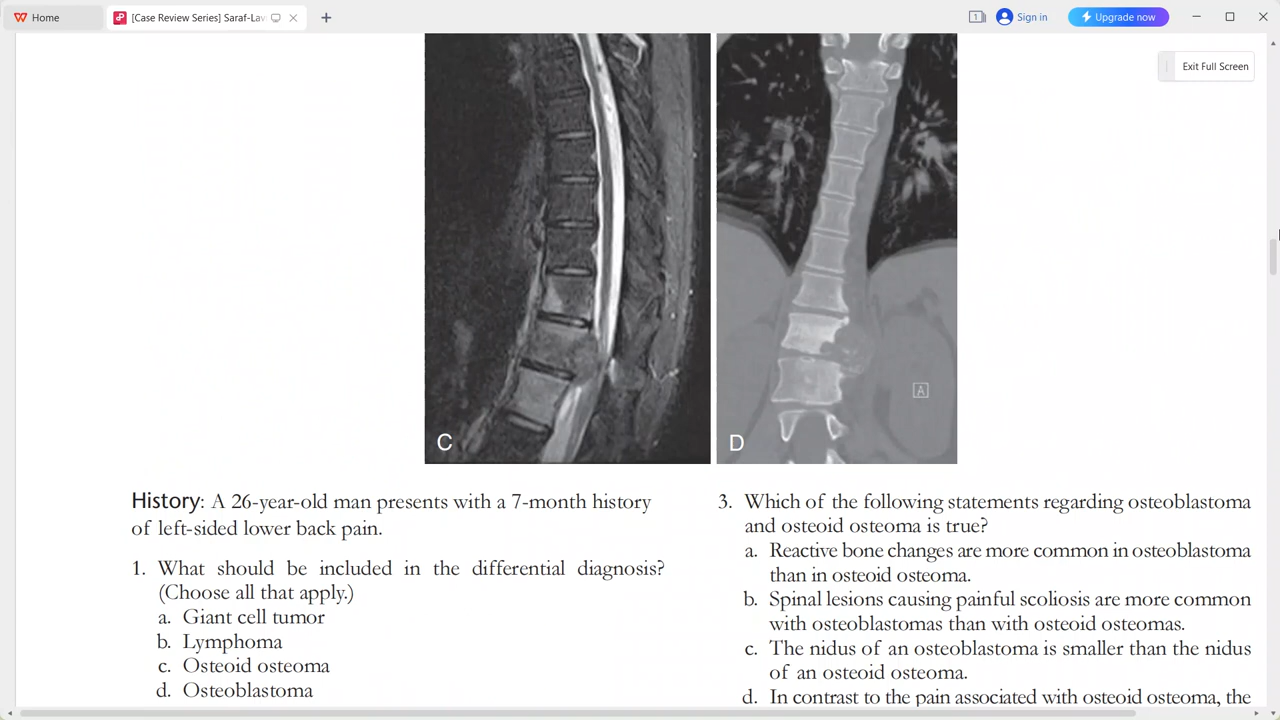 Home
[Case Review Series] Saraf-Lav
Sign in
Upgrade now
Exit Full Screen
C
D
A
History: A 26-year-old man presents with a 7-month history
of left-sided lower back pain.
1. What should be included in the differential diagnosis?
(Choose all that apply.)
a. Giant cell tumor
b. Lymphoma
c. Osteoid osteoma
d. Osteoblastoma
3. Which of the following statements regarding osteoblastoma
and osteoid osteoma is true?
a. Reactive bone changes are more common in osteoblastoma
than in osteoid osteoma.
b. Spinal lesions causing painful scoliosis are more common
with osteoblastomas than with osteoid osteomas.
c. The nidus of an osteoblastoma is smaller than the nidus
of an osteoid osteoma.
d. In contrast to the pain associated with osteoid osteoma, the